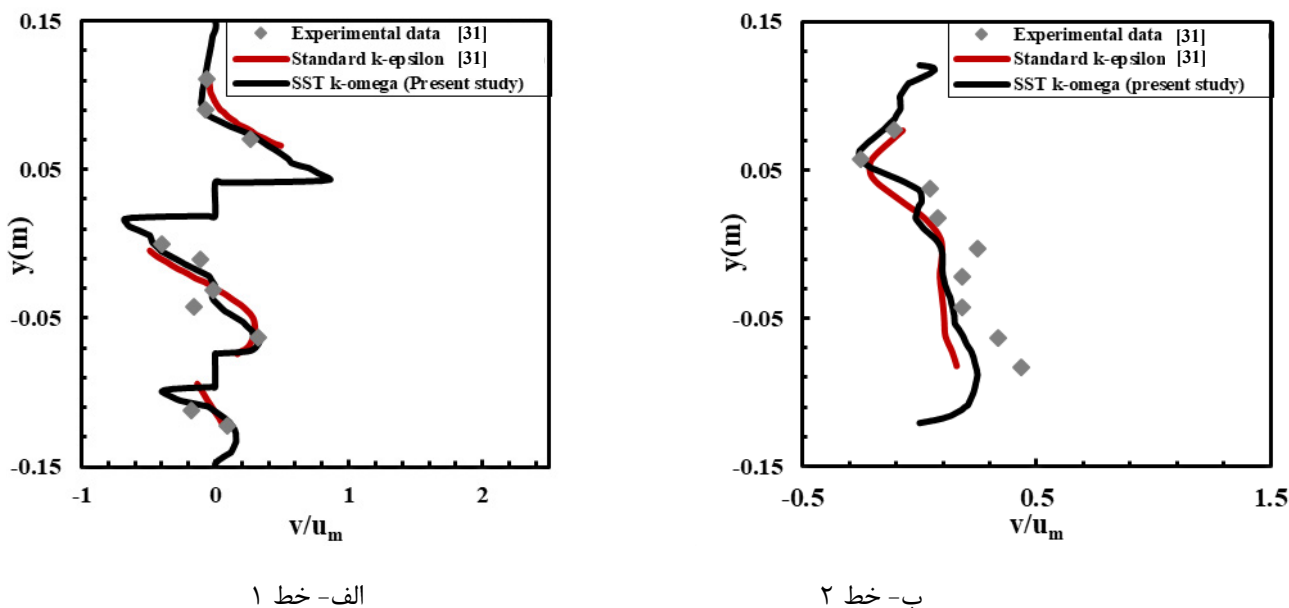 0.15
0.05
-0.05
-0.15
y(m)
Experimental data [31]
Standard k-epsilon [31]
SST k-omega (Present study)
-1 0 1 2
v/um
الف- خط ۱
0.15
0.05
-0.05
-0.15
y(m)
Experimental data [31]
Standard k-epsilon [31]
SST k-omega (present study)
-0.5 0.5 1.5
v/um
ب- خط ۲